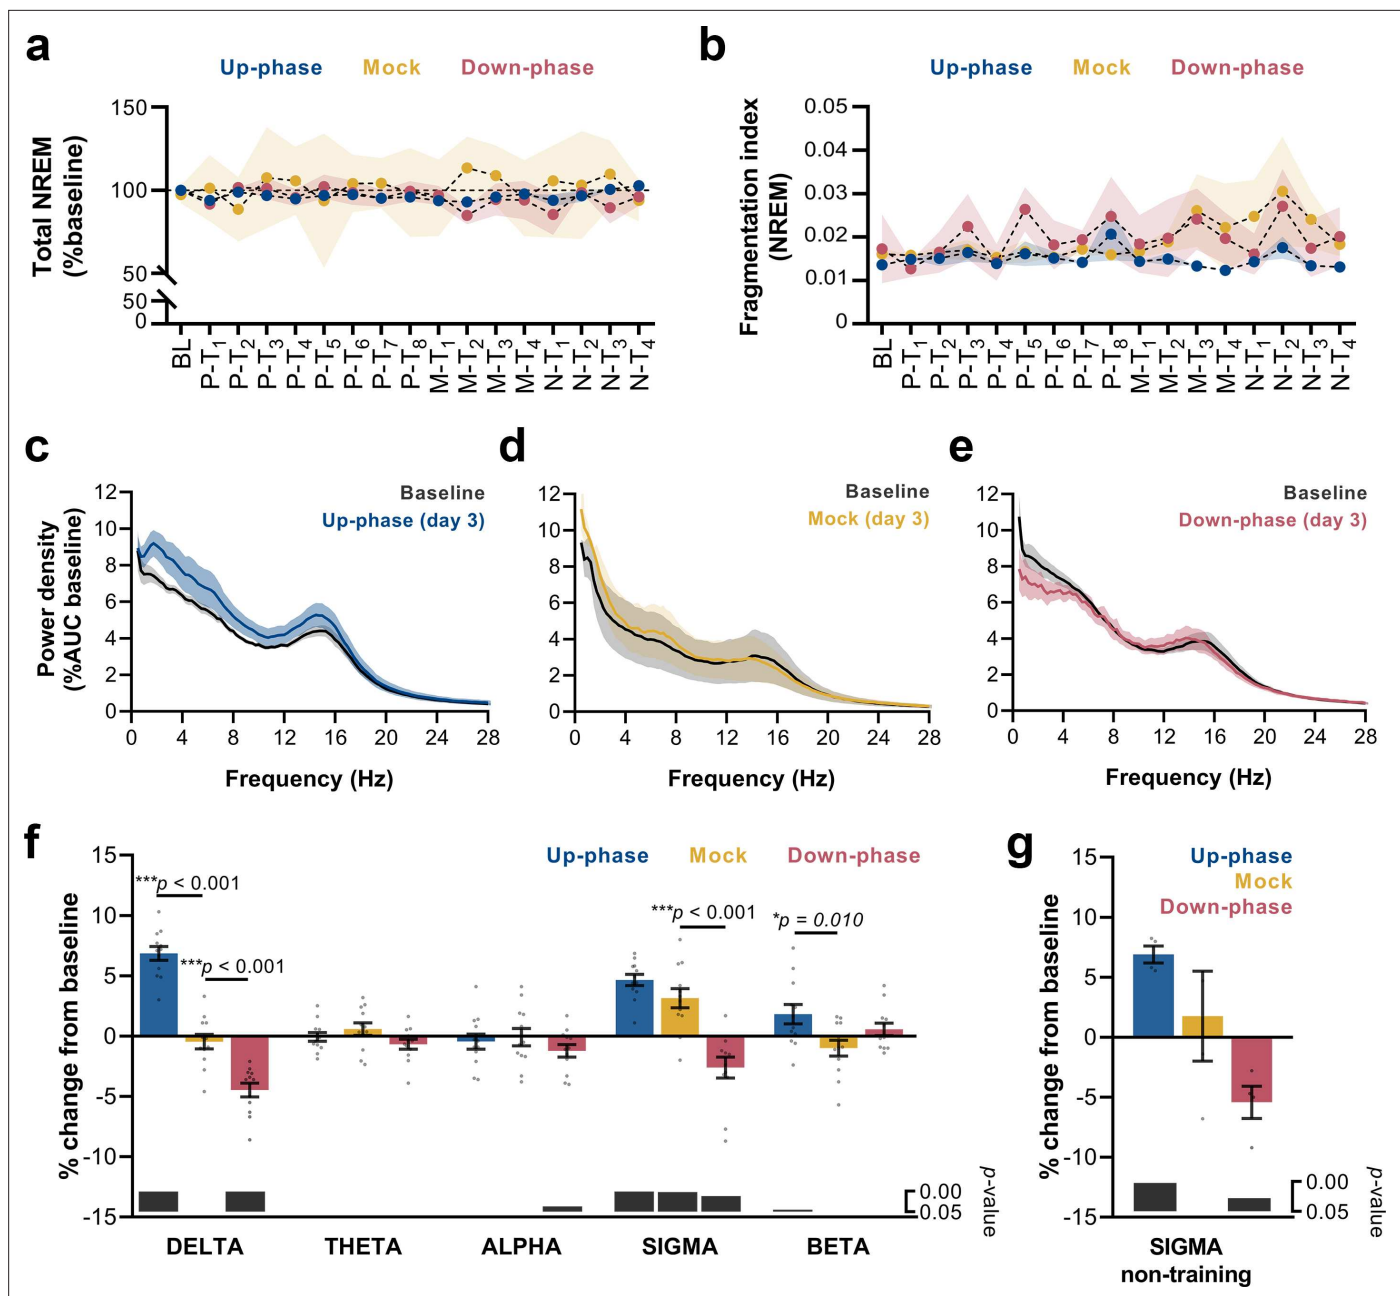 a
Up-phase Mock Down-phase
Total NREM
(%baseline)
150
100
50
50
0
BL P-T1 P-T2 P-T3 P-T4 P-T5 P-T6 P-T7 P-T8 M-T1 M-T2 M-T3 M-T4 N-T1 N-T2 N-T3 N-T4
b
Up-phase Mock Down-phase
Fragmentation index
(NREM)
0.05
0.04
0.03
0.02
0.01
0
BL P-T1 P-T2 P-T3 P-T4 P-T5 P-T6 P-T7 P-T8 M-T1 M-T2 M-T3 M-T4 N-T1 N-T2 N-T3 N-T4
c
Baseline
Up-phase (day 3)
Power density
(%AUC baseline)
12
10
8
6
4
2
0
0 4 8 12 16 20 24 28
Frequency (Hz)
d
Baseline
Mock (day 3)
12
10
8
6
4
2
0
0 4 8 12 16 20 24 28
Frequency (Hz)
e
Baseline
Down-phase (day 3)
12
10
8
6
4
2
0
0 4 8 12 16 20 24 28
Frequency (Hz)
f
Up-phase Mock Down-phase
% change from baseline
15
10
5
0
-5
-10
-15
***p < 0.001
***p < 0.001
***p < 0.001
*p = 0.010
0.00
0.05
p-value
DELTA THETA ALPHA SIGMA BETA
g
Up-phase
Mock
Down-phase
% change from baseline
15
10
5
0
-5
-10
-15
0.00
0.05
p-value
SIGMA
non-training